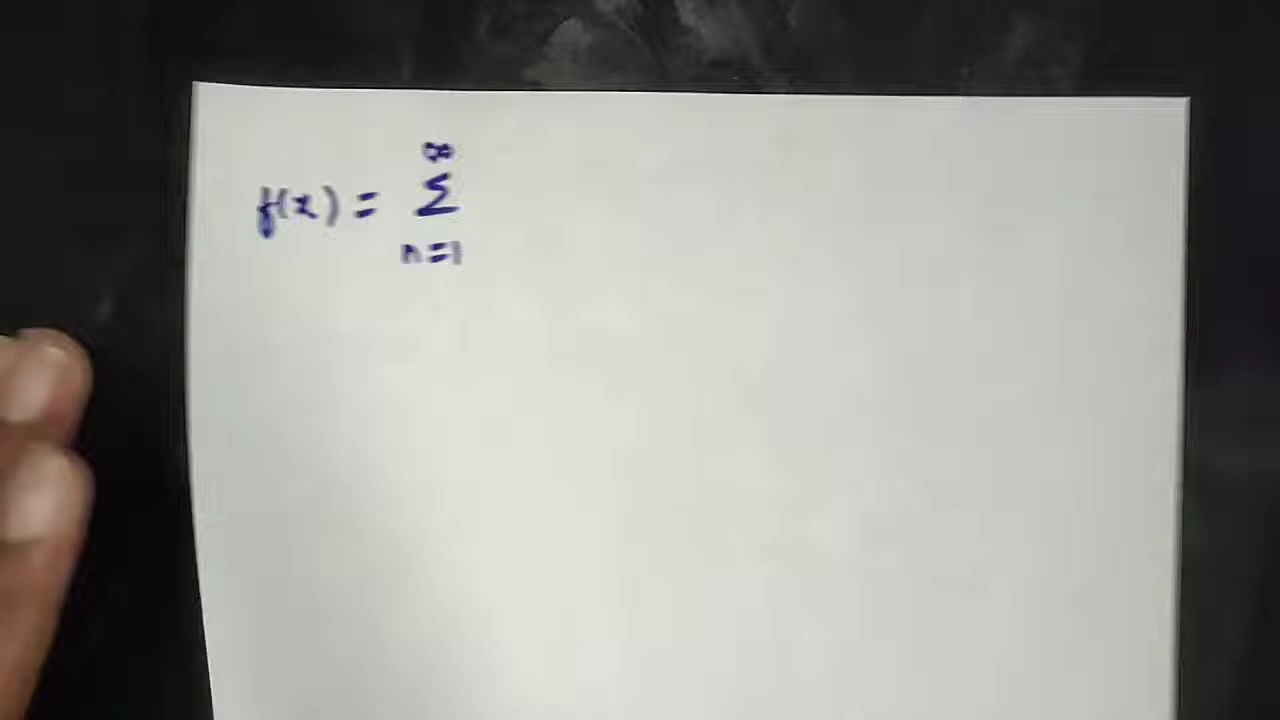 f(x) = ∞ Σ n=1